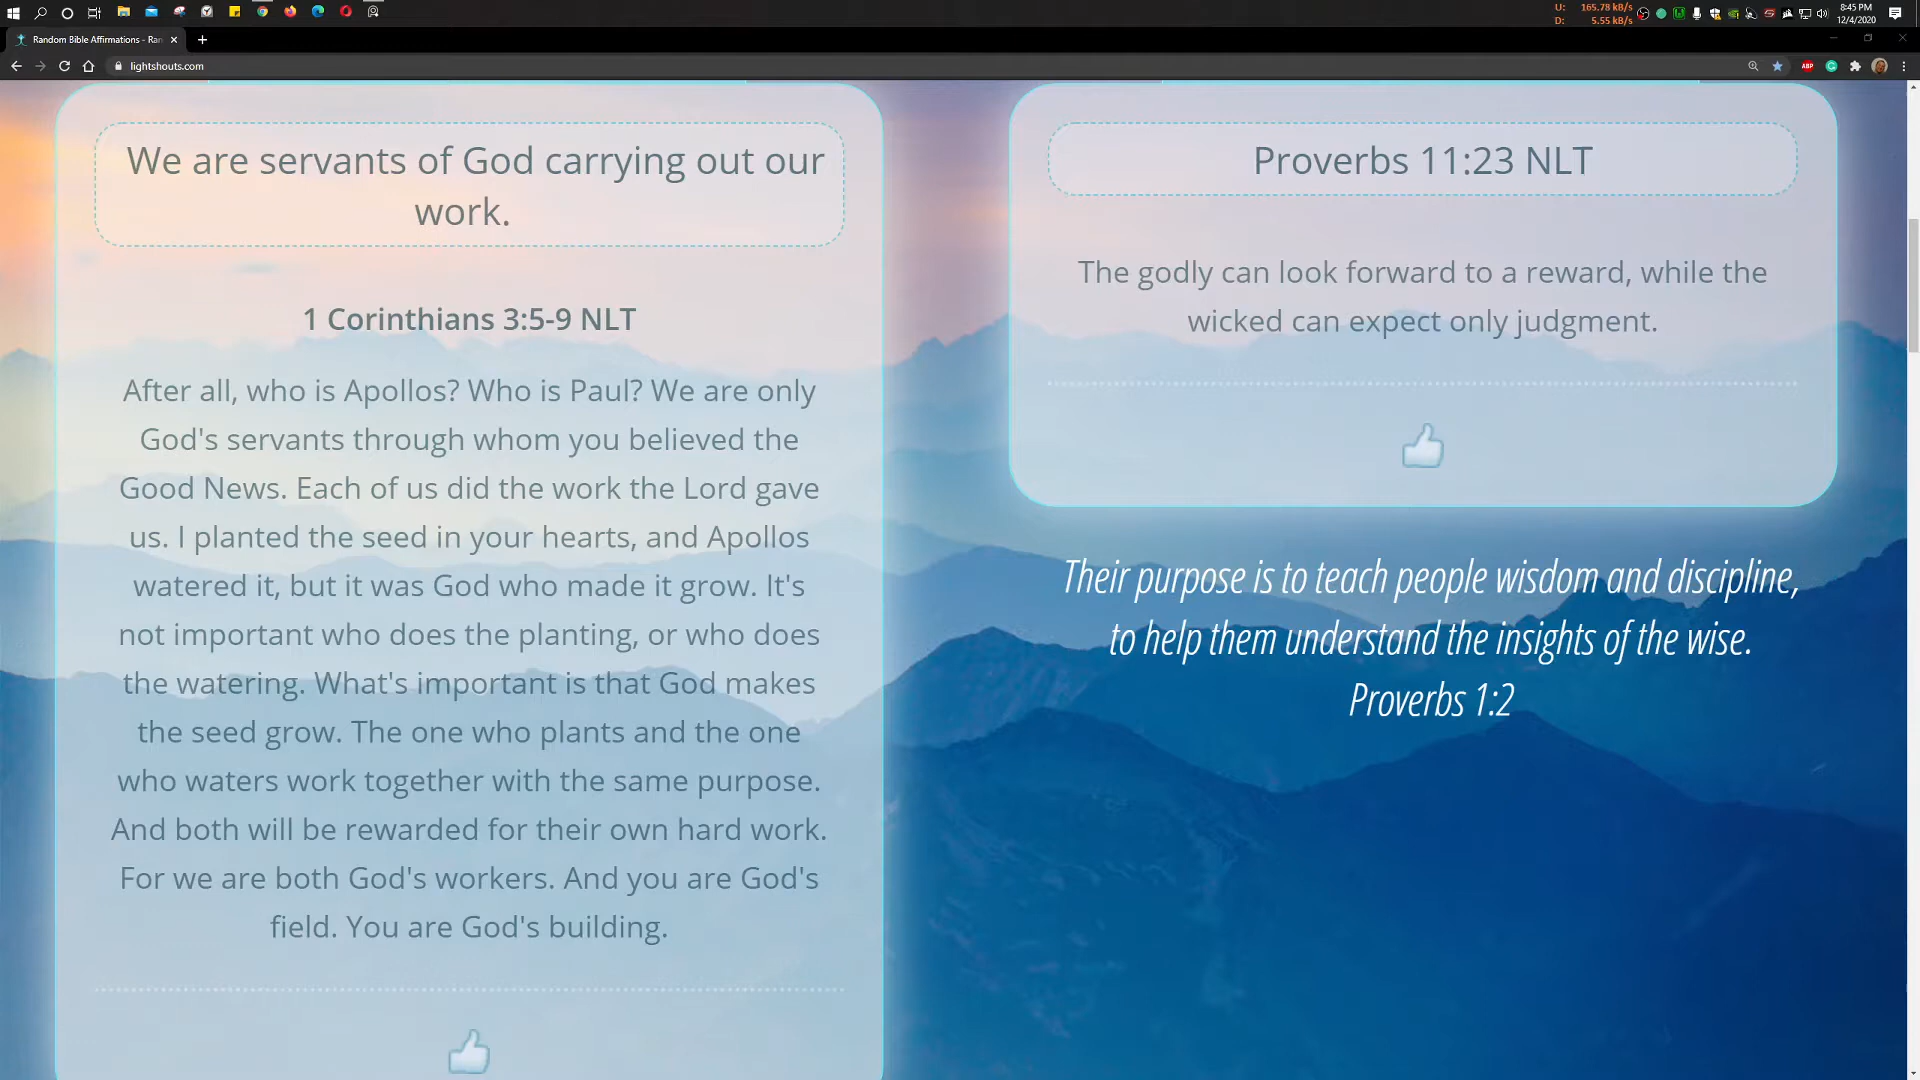 U: 165.78 kB/s
D: 5.55 kB/s
8:45 PM
12/4/2020
Random Bible Affirmations - Ran
lightshouts.com
ABP
We are servants of God carrying out our
work.
1 Corinthians 3:5-9 NLT
After all, who is Apollos? Who is Paul? We are only
God's servants through whom you believed the
Good News. Each of us did the work the Lord gave
us. I planted the seed in your hearts, and Apollos
watered it, but it was God who made it grow. It's
not important who does the planting, or who does
the watering. What's important is that God makes
the seed grow. The one who plants and the one
who waters work together with the same purpose.
And both will be rewarded for their own hard work.
For we are both God's workers. And you are God's
field. You are God's building.
Proverbs 11:23 NLT
The godly can look forward to a reward, while the
wicked can expect only judgment.
Their purpose is to teach people wisdom and discipline,
to help them understand the insights of the wise.
Proverbs 1:2